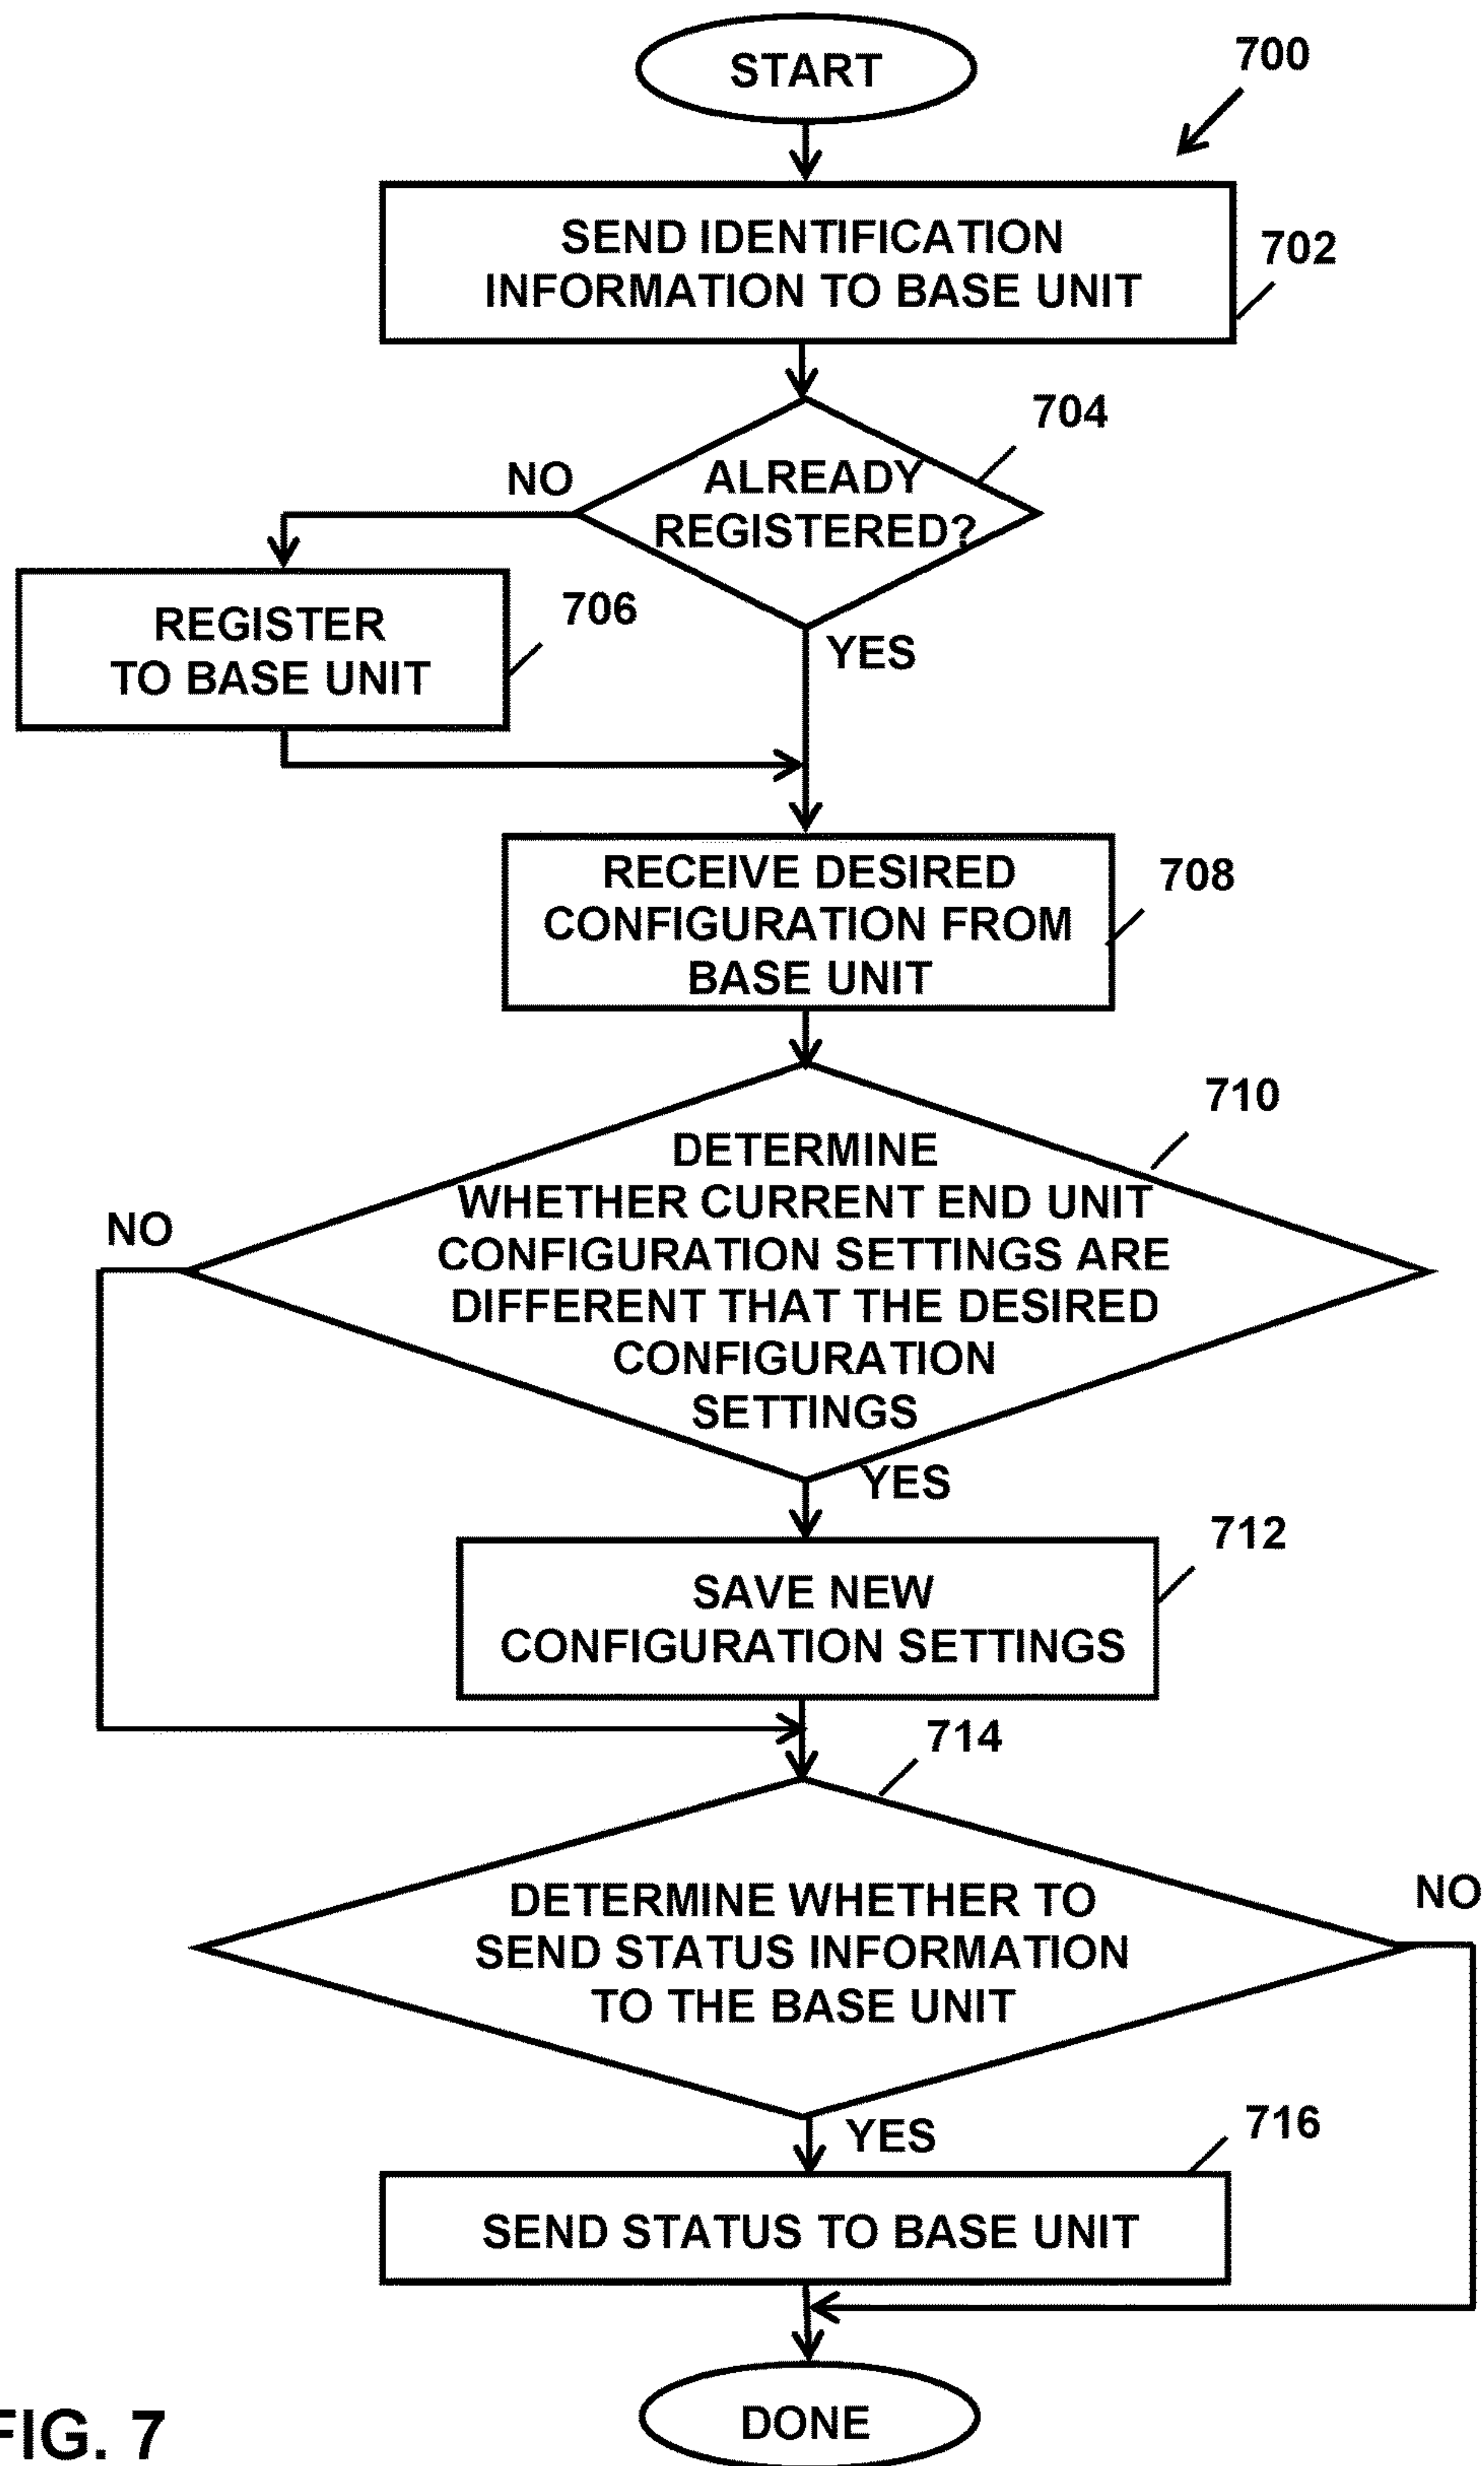 START
700
SEND IDENTIFICATION
INFORMATION TO BASE UNIT
702
704
ALREADY
REGISTERED?
NO
YES
REGISTER
TO BASE UNIT
706
RECEIVE DESIRED
CONFIGURATION FROM
BASE UNIT
708
710
DETERMINE
WHETHER CURRENT END UNIT
CONFIGURATION SETTINGS ARE
DIFFERENT THAT THE DESIRED
CONFIGURATION
SETTINGS
NO
YES
712
SAVE NEW
CONFIGURATION SETTINGS
714
DETERMINE WHETHER TO
SEND STATUS INFORMATION
TO THE BASE UNIT
NO
YES
716
SEND STATUS TO BASE UNIT
DONE
FIG. 7